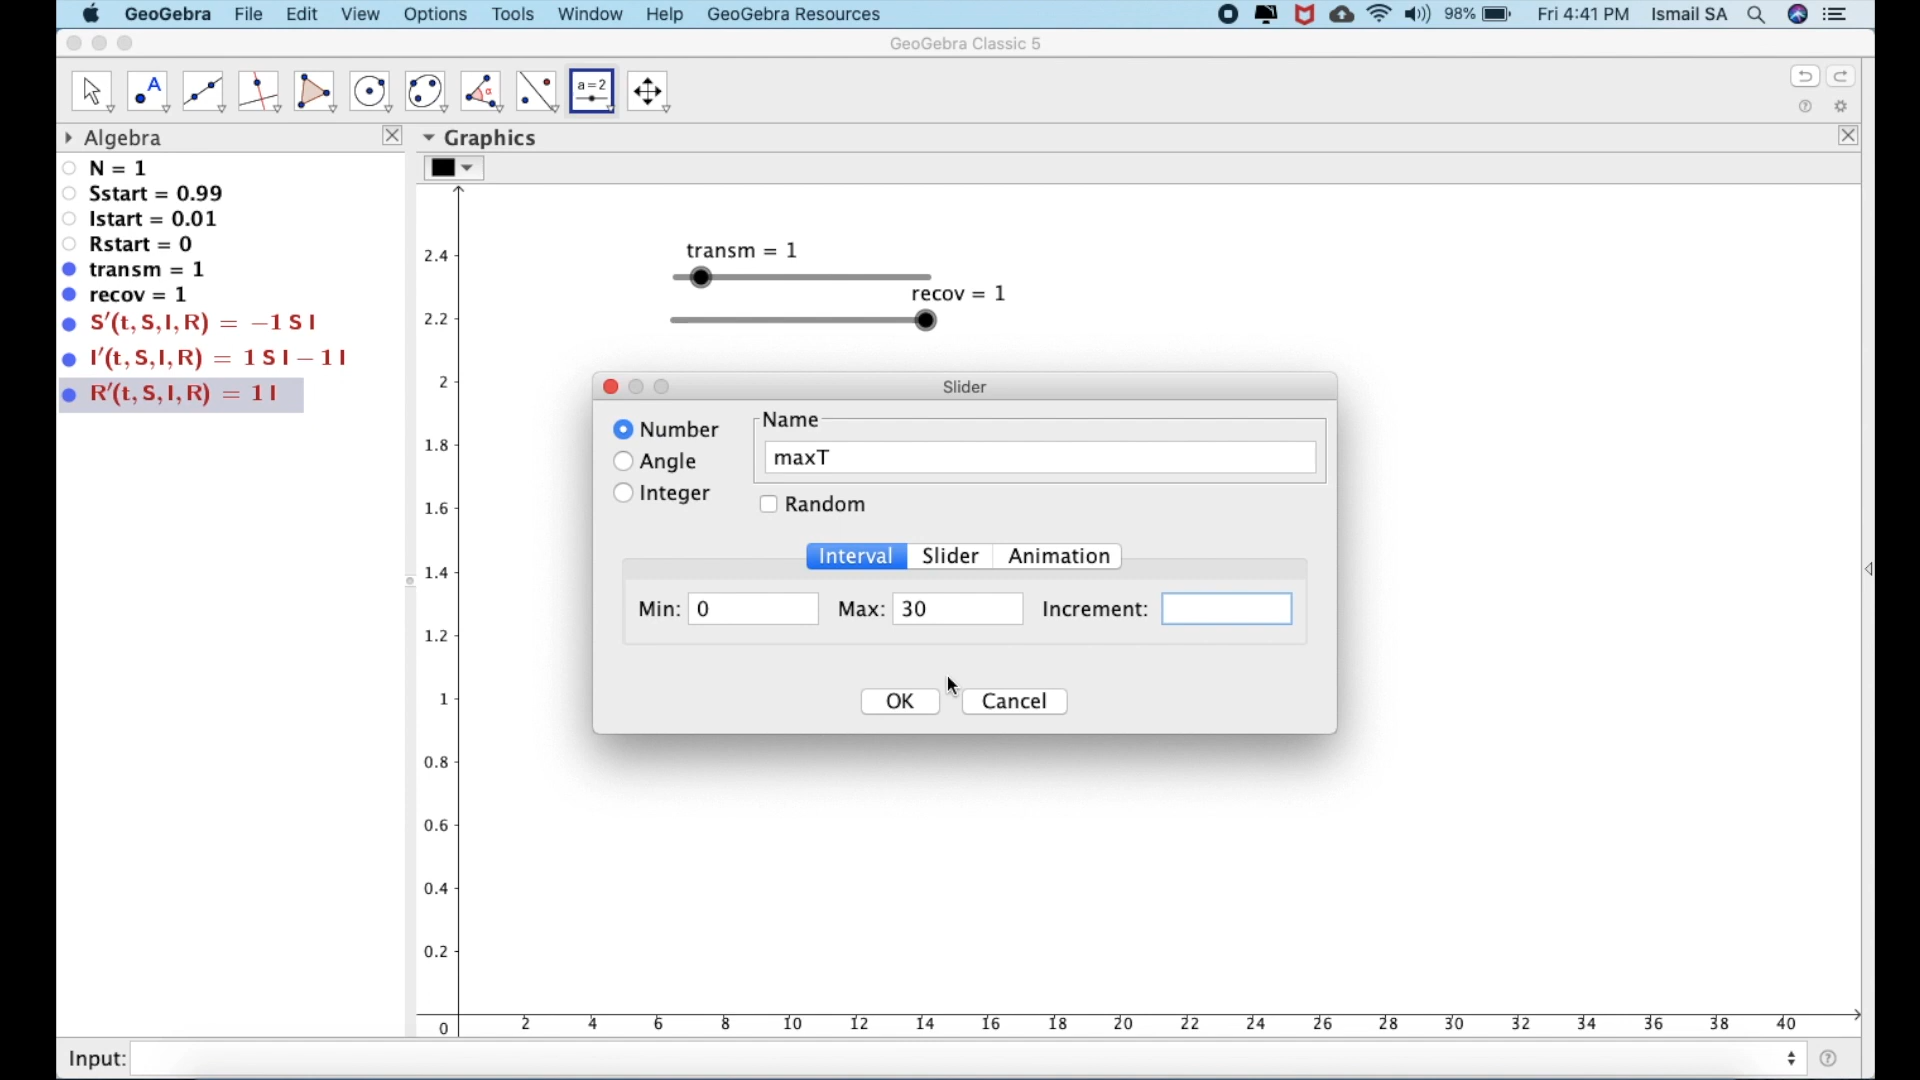 GeoGebra File Edit View Options Tools Window Help GeoGebra Resources 98% Fri 4:41 PM Ismail SA
GeoGebra Classic 5
A α a=2
Algebra
Graphics
N = 1
Sstart = 0.99
Istart = 0.01
Rstart = 0
transm = 1
recov = 1
S′(t, S, I, R) = −1 S I
I′(t, S, I, R) = 1 S I − 1 I
R′(t, S, I, R) = 1 I
transm = 1
recov = 1
2.4
2.2
2
1.8
1.6
1.4
1.2
1
0.8
0.6
0.4
0.2
0 2 4 6 8 10 12 14 16 18 20 22 24 26 28 30 32 34 36 38 40
Slider
Number
Angle
Integer
Name
maxT
Random
Interval Slider Animation
Min: 0 Max: 30 Increment:
OK Cancel
Input: